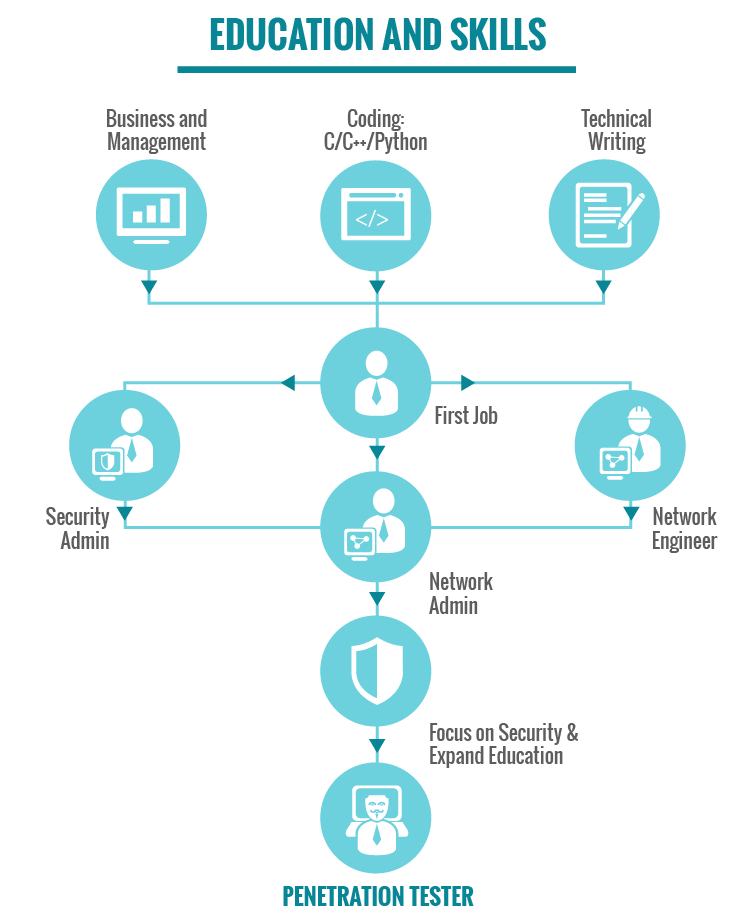 EDUCATION AND SKILLS
Business and
Management
Coding:
C/C++/Python
Technical
Writing
</>
First Job
Security
Admin
Network
Engineer
Network
Admin
Focus on Security &
Expand Education
PENETRATION TESTER